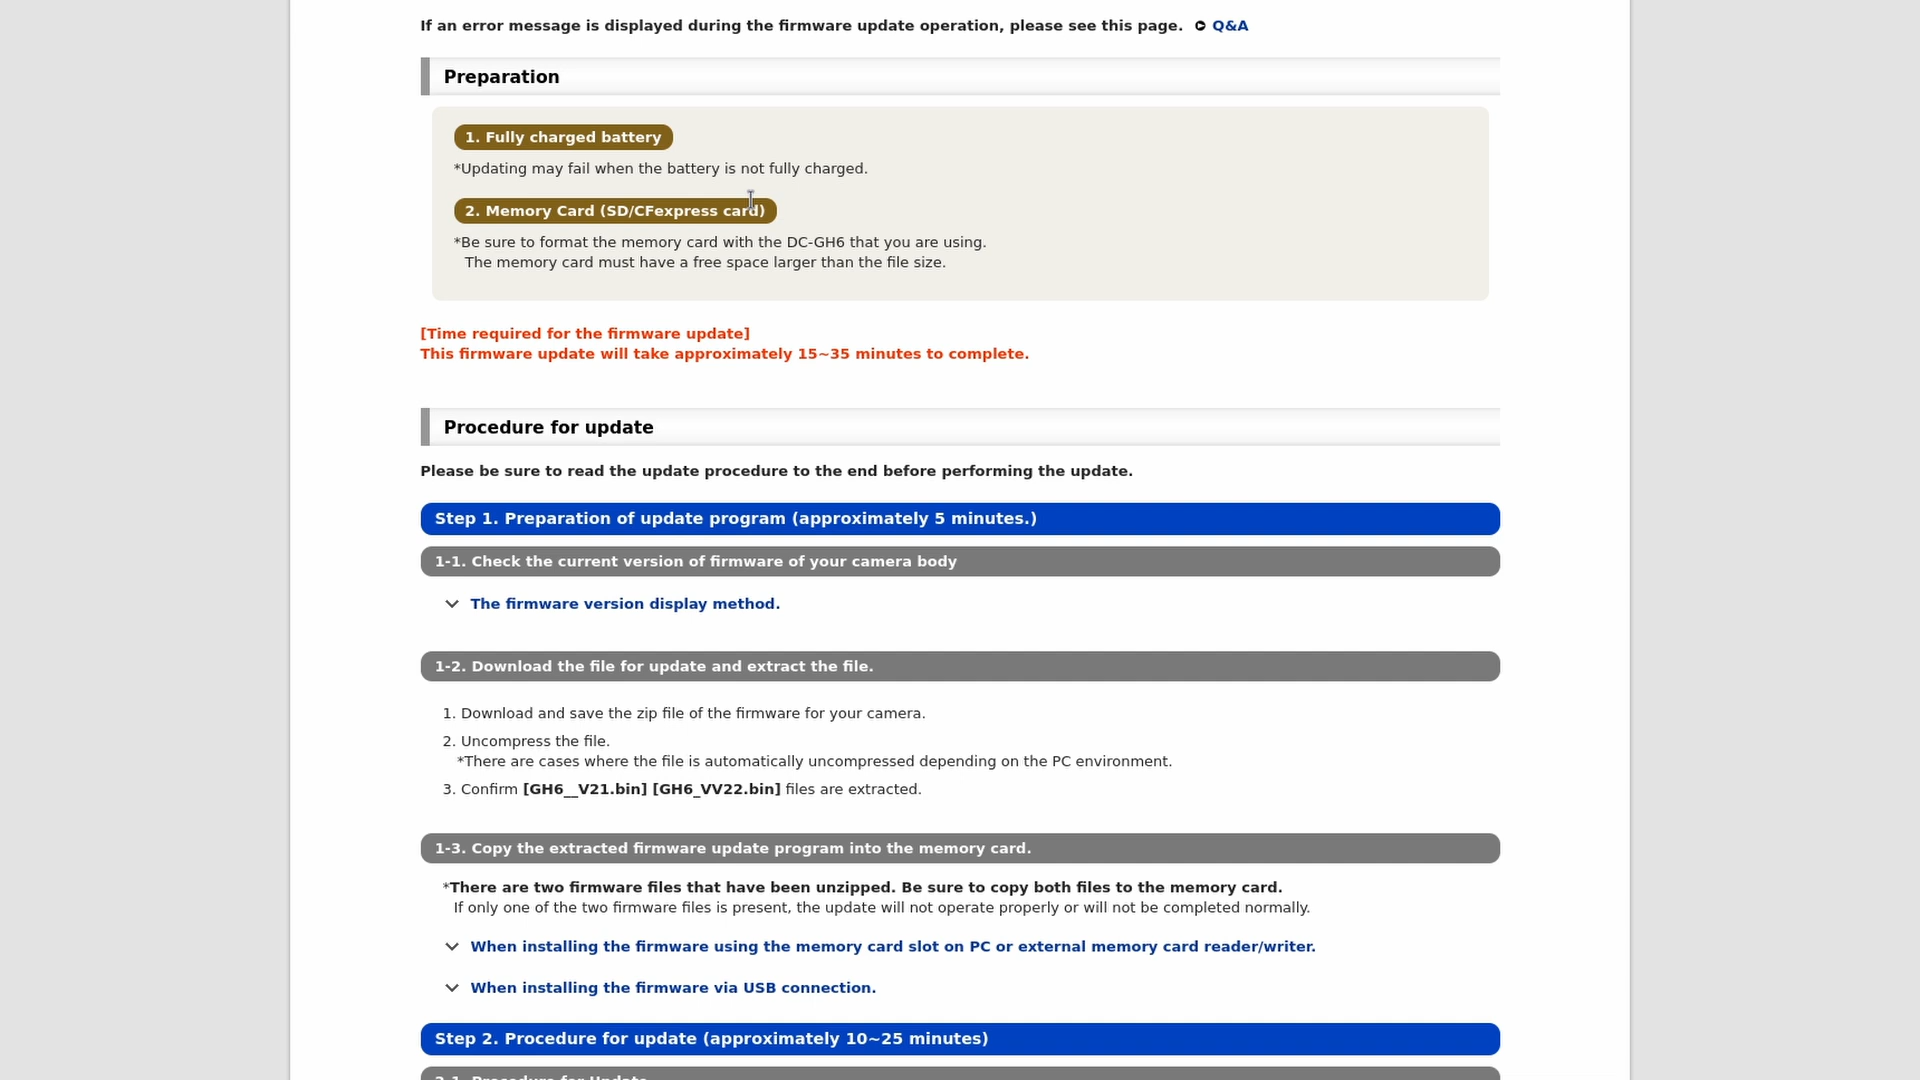 If an error message is displayed during the firmware update operation, please see this page. Q&A
Preparation
1. Fully charged battery
*Updating may fail when the battery is not fully charged.
2. Memory Card (SD/CFexpress card)
*Be sure to format the memory card with the DC-GH6 that you are using.
The memory card must have a free space larger than the file size.
[Time required for the firmware update]
This firmware update will take approximately 15~35 minutes to complete.
Procedure for update
Please be sure to read the update procedure to the end before performing the update.
Step 1. Preparation of update program (approximately 5 minutes.)
1-1. Check the current version of firmware of your camera body
The firmware version display method.
1-2. Download the file for update and extract the file.
1. Download and save the zip file of the firmware for your camera.
2. Uncompress the file.
*There are cases where the file is automatically uncompressed depending on the PC environment.
3. Confirm [GH6__V21.bin] [GH6_VV22.bin] files are extracted.
1-3. Copy the extracted firmware update program into the memory card.
*There are two firmware files that have been unzipped. Be sure to copy both files to the memory card.
If only one of the two firmware files is present, the update will not operate properly or will not be completed normally.
When installing the firmware using the memory card slot on PC or external memory card reader/writer.
When installing the firmware via USB connection.
Step 2. Procedure for update (approximately 10~25 minutes)
2-1. Procedure for Update